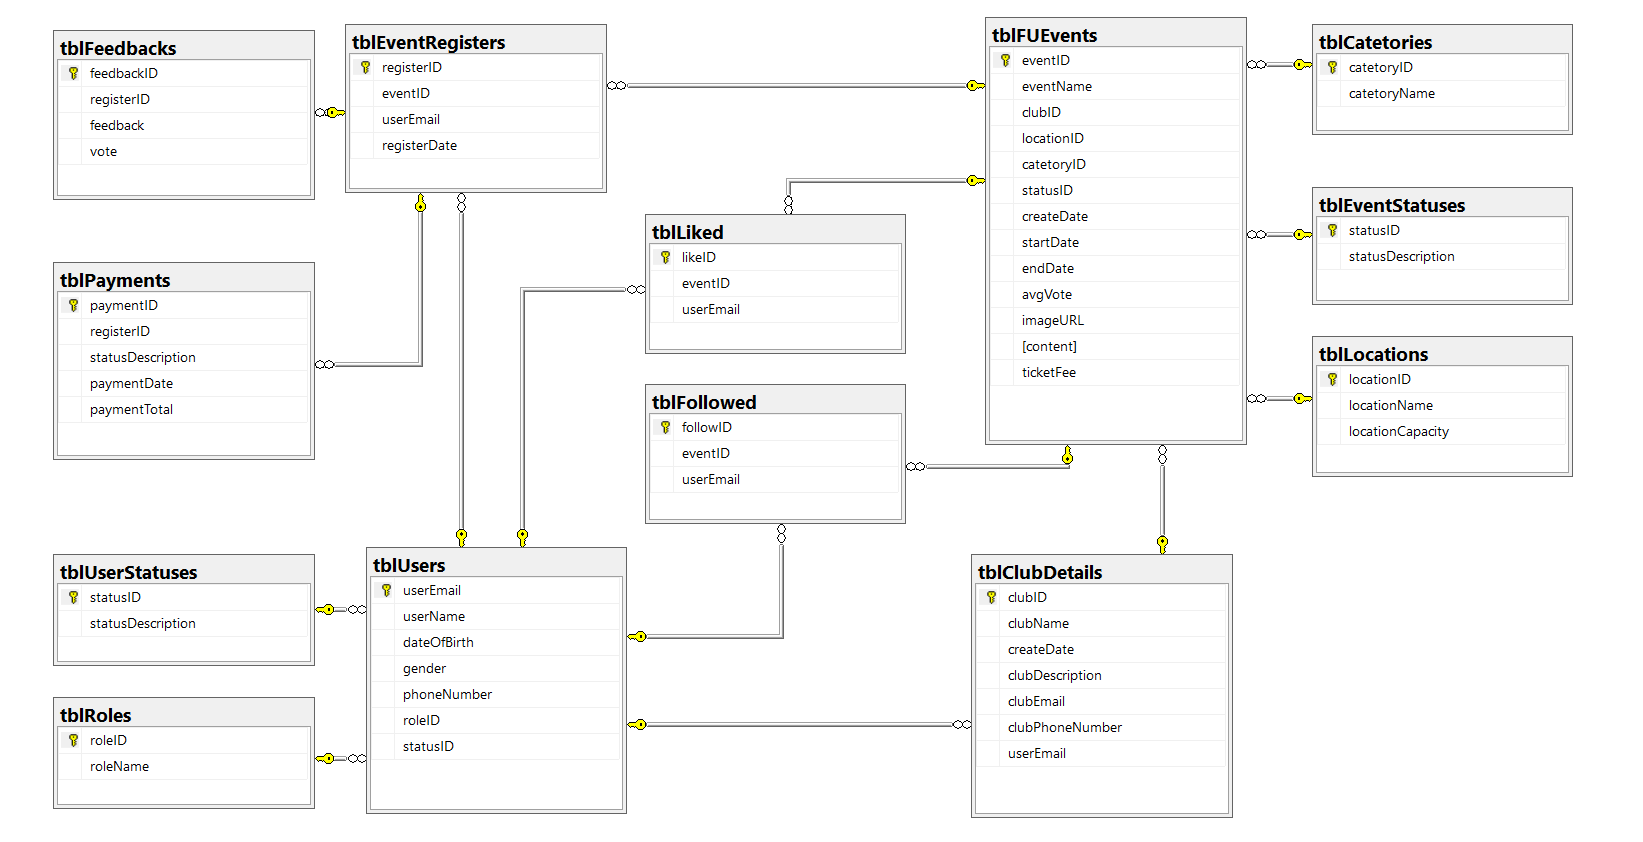 tblFeedbacks
feedbackID
registerID
feedback
vote
tblEventRegisters
registerID
eventID
userEmail
registerDate
tblFUEvents
eventID
eventName
clubID
locationID
catetoryID
statusID
createDate
startDate
endDate
avgVote
imageURL
[content]
ticketFee
tblCatetories
catetoryID
catetoryName
tblEventStatuses
statusID
statusDescription
tblLocations
locationID
locationName
locationCapacity
tblLiked
likeID
eventID
userEmail
tblPayments
paymentID
registerID
statusDescription
paymentDate
paymentTotal
tblFollowed
followID
eventID
userEmail
tblUserStatuses
statusID
statusDescription
tblRoles
roleID
roleName
tblUsers
userEmail
userName
dateOfBirth
gender
phoneNumber
roleID
statusID
tblClubDetails
clubID
clubName
createDate
clubDescription
clubEmail
clubPhoneNumber
userEmail